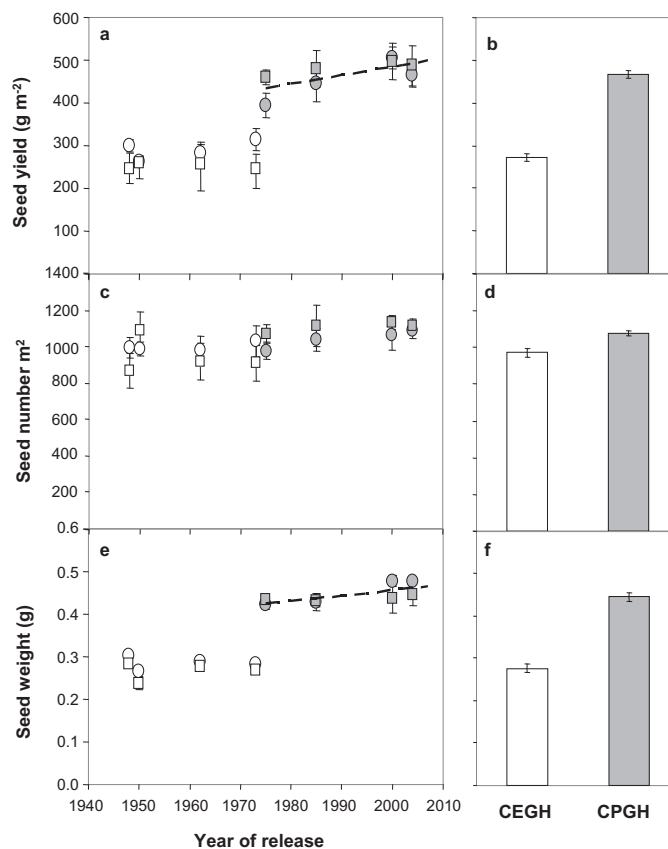 a
b
600
500
400
300
200
100
1400
Seed yield (g m-2)
c
d
1200
1000
800
600
400
200
0.6
Seed number m2
e
f
0.5
0.4
0.3
0.2
0.1
0.0
Seed weight (g)
1940 1950 1960 1970 1980 1990 2000 2010
Year of release
CEGH CPGH